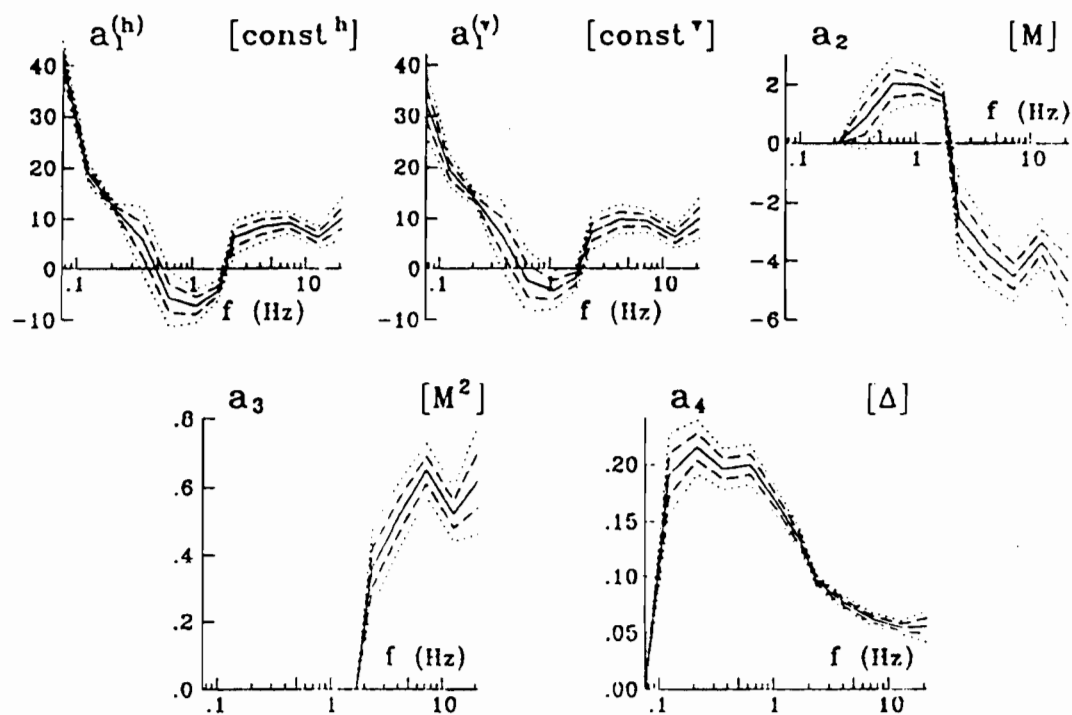 a₁⁽ʰ⁾ [const ʰ]
40
30
20
10
0
-10
.1 1 10
f (Hz)
a₁⁽ᵛ⁾ [const ᵛ]
40
30
20
10
0
-10
.1 1 10
f (Hz)
a₂ [M]
2
0
-2
-4
-6
f (Hz)
.1 1 10
a₃ [M²]
.8
.6
.4
.2
.0
f (Hz)
.1 1 10
a₄ [Δ]
.20
.15
.10
.05
.00
f (Hz)
.1 1 10